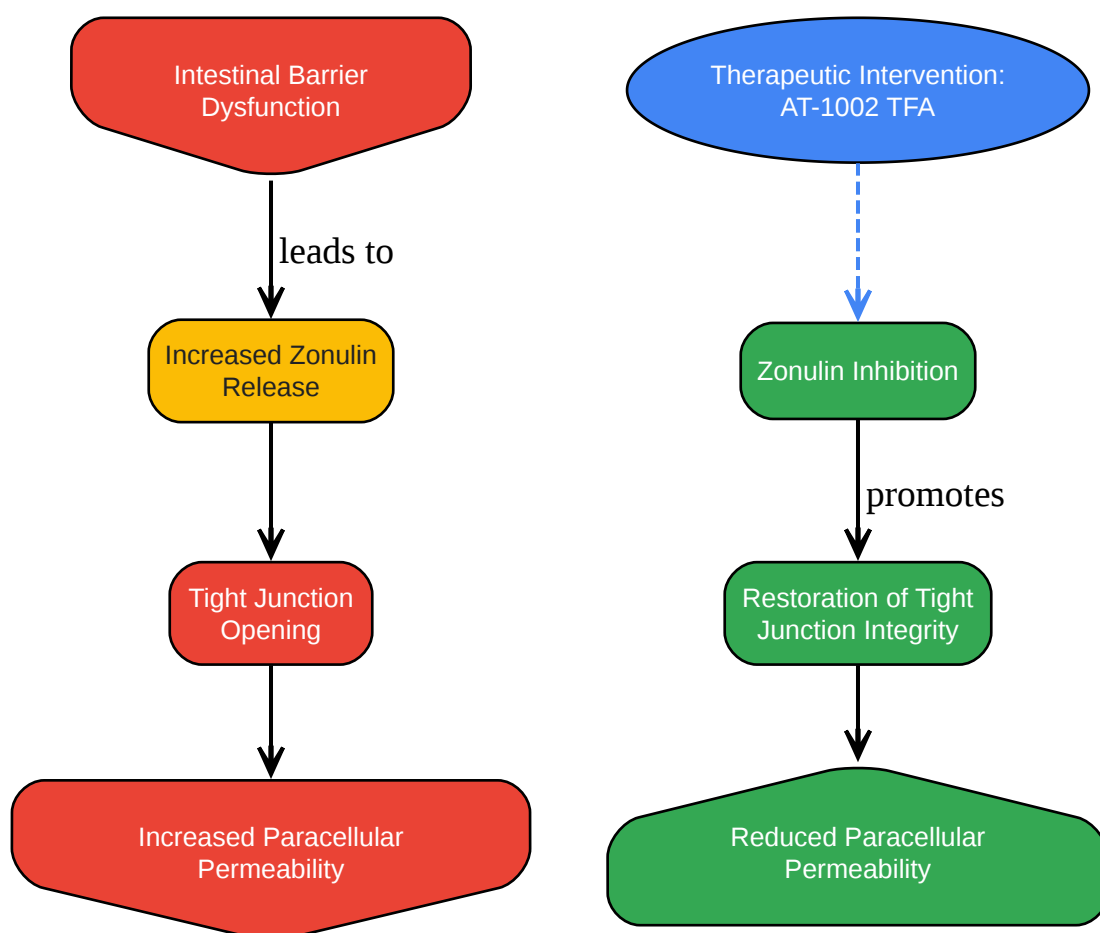 Intestinal Barrier
Dysfunction
leads to
Increased Zonulin
Release
Tight Junction
Opening
Increased Paracellular
Permeability
Therapeutic Intervention:
AT-1002 TFA
Zonulin Inhibition
promotes
Restoration of Tight
Junction Integrity
Reduced Paracellular
Permeability